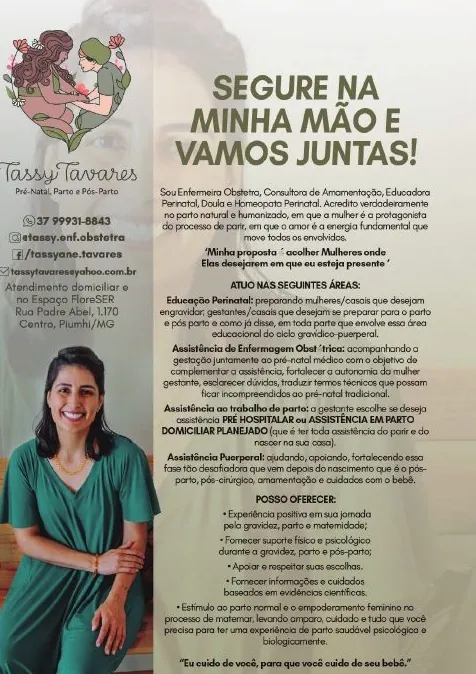 Tassy Tavares
Pré-Natal, Parto e Pós-Parto
37 99931-8843
@tassy.enf.obstetra
/tassyane.tavares
tassytavares@yahoo.com.br
Atendimento domiciliar e
no Espaço FloreSER
Rua Padre Abel, 1.170
Centro, Piumhi/MG
SEGURE NA
MINHA MÃO E
VAMOS JUNTAS!
Sou Enfermeira Obstetra, Consultora de Amamentação, Educadora
Perinatal, Doula e Homeopata Perinatal. Acredito verdadeiramente
no parto natural e humanizado, em que a mulher é a protagonista
do processo de parir, em que o amor é a energia fundamental que
move todos os envolvidos.
'Minha proposta ´ acolher Mulheres onde
Elas desejarem em que eu esteja presente '
ATUO NAS SEGUINTES ÁREAS:
Educação Perinatal: preparando mulheres/casais que desejam
engravidar; gestantes/casais que desejam se preparar para o parto
e pós parto e como já disse, em toda parte que envolve essa área
educacional do ciclo gravídico-puerperal.
Assistência de Enfermagem Obst´trica: acompanhando a
gestação juntamente ao pré-natal médico com o objetivo de
complementar a assistência, fortalecer a autonomia da mulher
gestante, esclarecer dúvidas, traduzir termos técnicos que possam
ficar incompreendidos ao pré-natal tradicional.
Assistência ao trabalho de parto: a gestante escolhe se deseja
assistência PRÉ HOSPITALAR ou ASSISTÊNCIA EM PARTO
DOMICILIAR PLANEJADO (que é ter toda assistência do parir e do
nascer na sua casa).
Assistência Puerperal: ajudando, apoiando, fortalecendo essa
fase tão desafiadora que vem depois do nascimento que é o pós-
parto, pós-cirúrgico, amamentação e cuidados com o bebê.
POSSO OFERECER:
• Experiência positiva em sua jornada
pela gravidez, parto e maternidade;
• Fornecer suporte físico e psicológico
durante a gravidez, parto e pós-parto;
• Apoiar e respeitar suas escolhas.
• Fornecer informações e cuidados
baseados em evidências científicas.
• Estímulo ao parto normal e o empoderamento feminino no
processo de maternar, levando amparo, cuidado e tudo que você
precisa para ter uma experiência de parto saudável psicológica e
biologicamente.
"Eu cuido de você, para que você cuide de seu bebê."